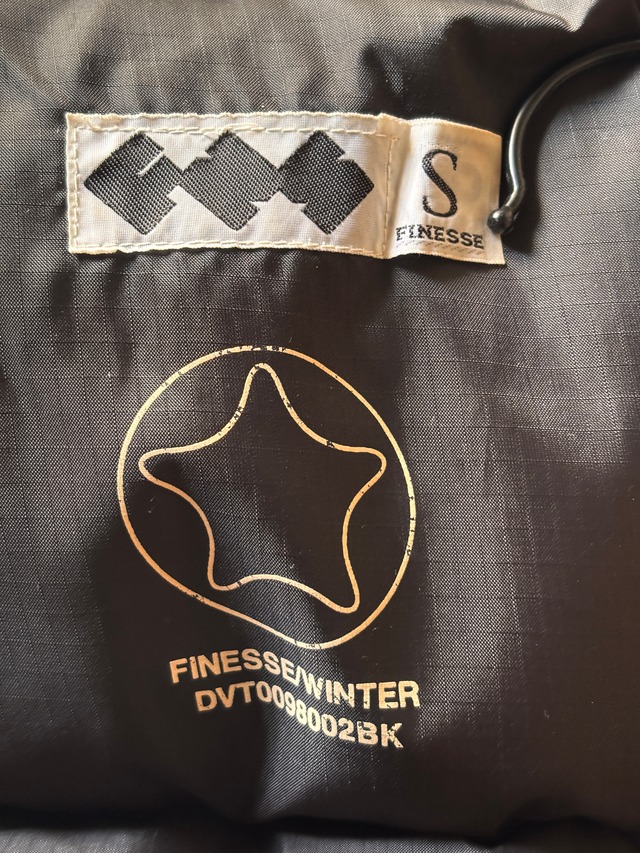 S
FINESSE
FINESSE/WINTER
DVT0098002BK